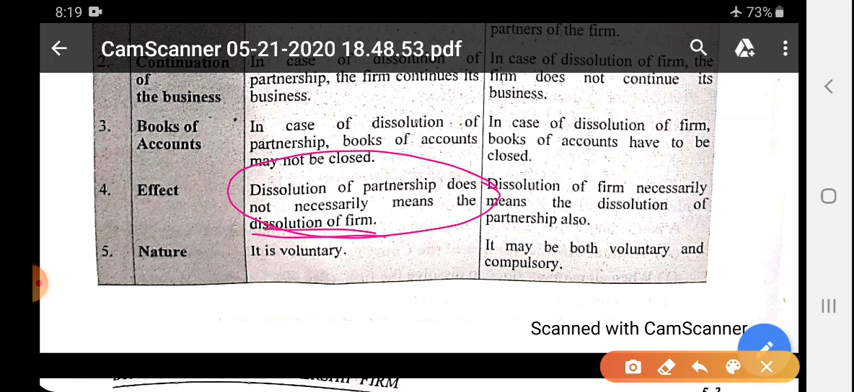 8:19
73%
partners of the firm.
CamScanner 05-21-2020 18.48.53.pdf
2. Continuation In case of dissolution of In case of dissolution of firm, the
of partnership, the firm continues its firm does not continue its
the business business. business.
3. Books of In case of dissolution of In case of dissolution of firm,
Accounts partnership, books of accounts books of accounts have to be
may not be closed. closed.
4. Effect Dissolution of partnership does Dissolution of firm necessarily
not necessarily means the means the dissolution of
dissolution of firm. partnership also.
5. Nature It is voluntary. It may be both voluntary and
compulsory.
Scanned with CamScanner
FIRM